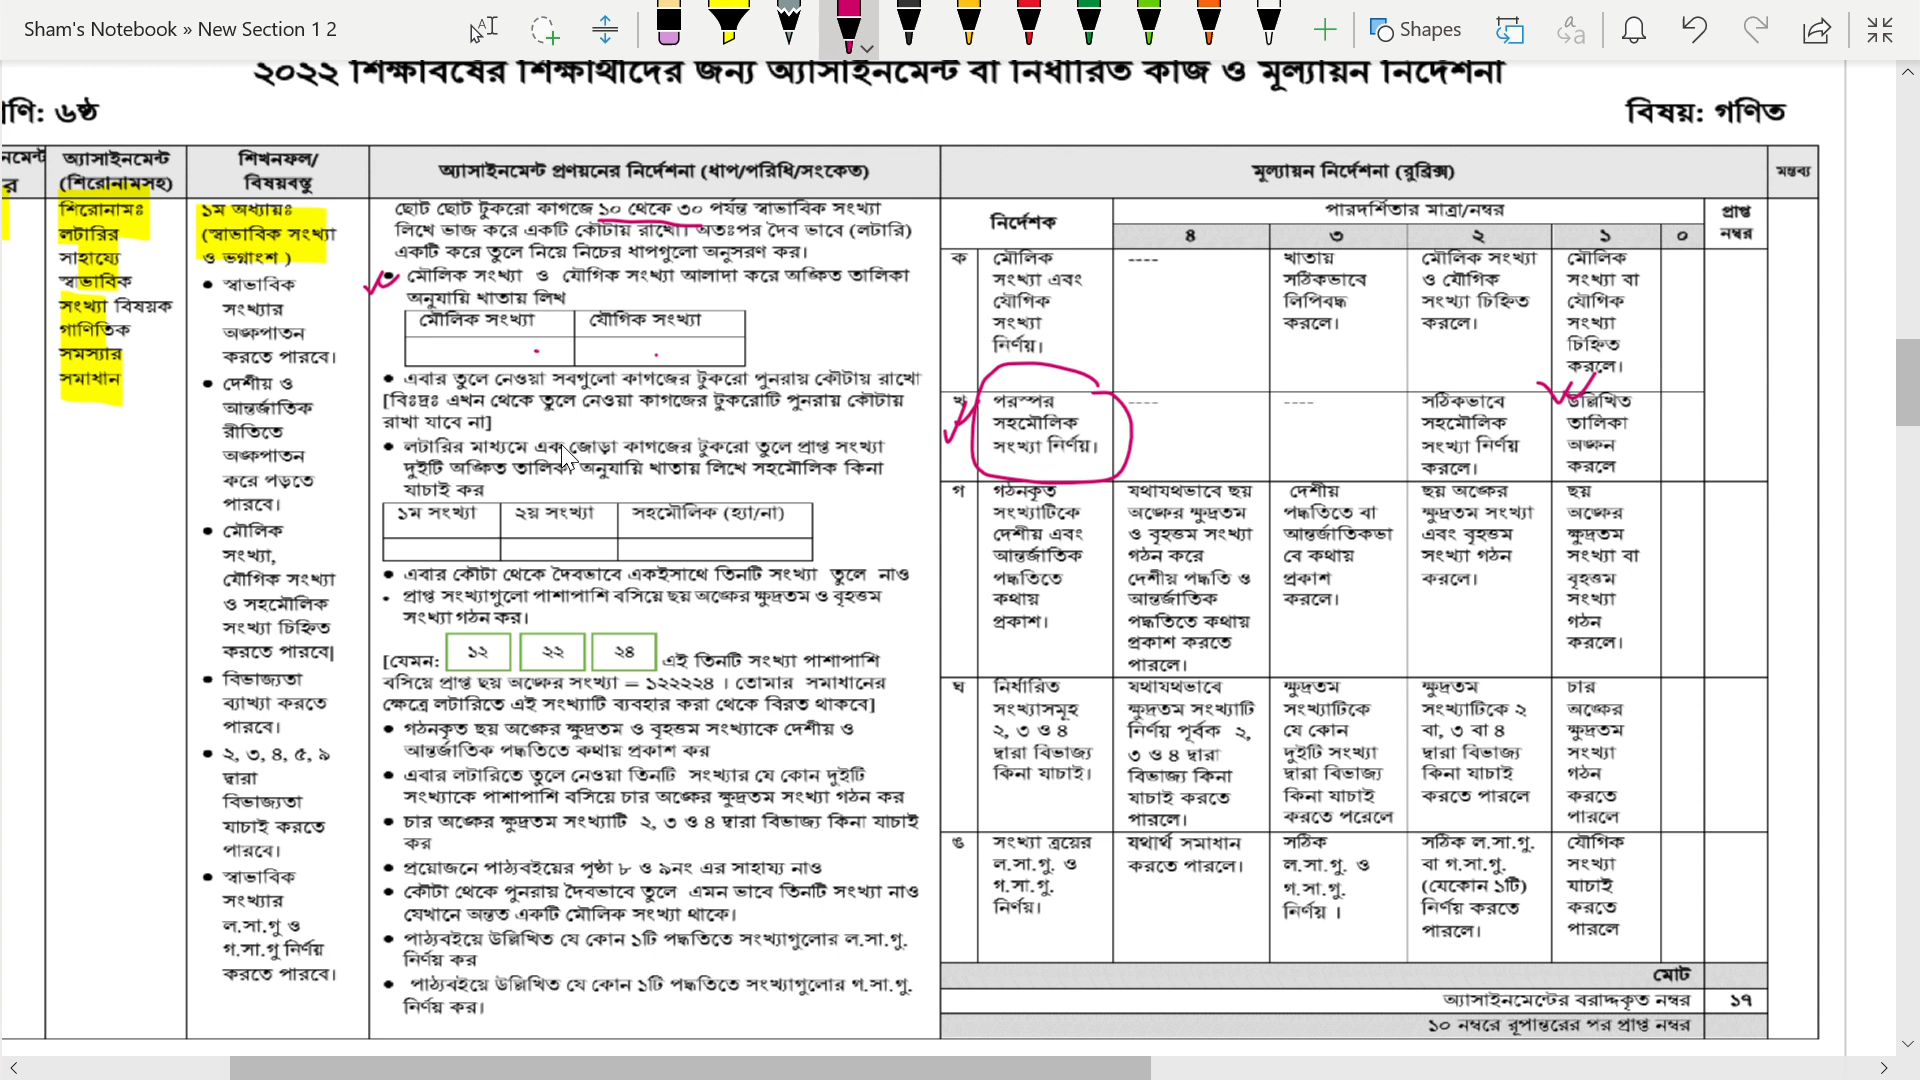 Sham's Notebook » New Section 1 2
Shapes
২০২২ শিক্ষাবর্ষের শিক্ষার্থীদের জন্য অ্যাসাইনমেন্ট বা নির্ধারিত কাজ ও মূল্যায়ন নির্দেশনা
ণি: ৬ষ্ঠ
বিষয়: গণিত
নমেন্ট
র
অ্যাসাইনমেন্ট
(শিরোনামসহ)
শিরোনামঃ
লটারির
সাহায্যে
স্বাভাবিক
সংখ্যা বিষয়ক
গাণিতিক
সমস্যার
সমাধান
শিখনফল/
বিষয়বস্তু
১ম অধ্যায়ঃ
(স্বাভাবিক সংখ্যা
ও ভগ্নাংশ )
● স্বাভাবিক
সংখ্যার
অঙ্কপাতন
করতে পারবে।
● দেশীয় ও
আন্তর্জাতিক
রীতিতে
অঙ্কপাতন
করে পড়তে
পারবে।
● মৌলিক
সংখ্যা,
যৌগিক সংখ্যা
ও সহমৌলিক
সংখ্যা চিহ্নিত
করতে পারবে|
● বিভাজ্যতা
ব্যাখ্যা করতে
পারবে।
● ২, ৩, ৪, ৫, ৯
দ্বারা
বিভাজ্যতা
যাচাই করতে
পারবে।
● স্বাভাবিক
সংখ্যার
ল.সা.গু ও
গ.সা.গু নির্ণয়
করতে পারবে।
অ্যাসাইনমেন্ট প্রণয়নের নির্দেশনা (ধাপ/পরিধি/সংকেত)
ছোট ছোট টুকরো কাগজে ১০ থেকে ৩০ পর্যন্ত স্বাভাবিক সংখ্যা
লিখে ভাজ করে একটি কৌটায় রাখো। অতঃপর দৈব ভাবে (লটারি)
একটি করে তুলে নিয়ে নিচের ধাপগুলো অনুসরণ কর।
● মৌলিক সংখ্যা ও যৌগিক সংখ্যা আলাদা করে অঙ্কিত তালিকা
অনুযায়ি খাতায় লিখ
মৌলিক সংখ্যা যৌগিক সংখ্যা
● এবার তুলে নেওয়া সবগুলো কাগজের টুকরো পুনরায় কৌটায় রাখো
[বিঃদ্রঃ এখন থেকে তুলে নেওয়া কাগজের টুকরোটি পুনরায় কৌটায়
রাখা যাবে না]
● লটারির মাধ্যমে এক জোড়া কাগজের টুকরো তুলে প্রাপ্ত সংখ্যা
দুইটি অঙ্কিত তালিকা অনুযায়ি খাতায় লিখে সহমৌলিক কিনা
যাচাই কর
১ম সংখ্যা ২য় সংখ্যা সহমৌলিক (হ্যা/না)
● এবার কৌটা থেকে দৈবভাবে একইসাথে তিনটি সংখ্যা তুলে নাও
• প্রাপ্ত সংখ্যাগুলো পাশাপাশি বসিয়ে ছয় অঙ্কের ক্ষুদ্রতম ও বৃহত্তম
সংখ্যা গঠন কর।
[যেমন: ১২ ২২ ২৪ এই তিনটি সংখ্যা পাশাপাশি
বসিয়ে প্রাপ্ত ছয় অঙ্কের সংখ্যা = ১২২২২৪ । তোমার সমাধানের
ক্ষেত্রে লটারিতে এই সংখ্যাটি ব্যবহার করা থেকে বিরত থাকবে]
● গঠনকৃত ছয় অঙ্কের ক্ষুদ্রতম ও বৃহত্তম সংখ্যাকে দেশীয় ও
আন্তর্জাতিক পদ্ধতিতে কথায় প্রকাশ কর
● এবার লটারিতে তুলে নেওয়া তিনটি সংখ্যার যে কোন দুইটি
সংখ্যাকে পাশাপাশি বসিয়ে চার অঙ্কের ক্ষুদ্রতম সংখ্যা গঠন কর
● চার অঙ্কের ক্ষুদ্রতম সংখ্যাটি ২, ৩ ও ৪ দ্বারা বিভাজ্য কিনা যাচাই
কর
● প্রয়োজনে পাঠ্যবইয়ের পৃষ্ঠা ৮ ও ৯নং এর সাহায্য নাও
● কৌটা থেকে পুনরায় দৈবভাবে তুলে এমন ভাবে তিনটি সংখ্যা নাও
যেখানে অন্তত একটি মৌলিক সংখ্যা থাকে।
● পাঠ্যবইয়ে উল্লিখিত যে কোন ১টি পদ্ধতিতে সংখ্যাগুলোর ল.সা.গু.
নির্ণয় কর
● পাঠ্যবইয়ে উল্লিখিত যে কোন ১টি পদ্ধতিতে সংখ্যাগুলোর গ.সা.গু.
নির্ণয় কর।
মূল্যায়ন নির্দেশনা (রুব্রিক্স)
মন্তব্য
নির্দেশক
পারদর্শিতার মাত্রা/নম্বর
৪ ৩ ২ ১ ০
প্রাপ্ত
নম্বর
ক
মৌলিক
সংখ্যা এবং
যৌগিক
সংখ্যা
নির্ণয়।
----
খাতায়
সঠিকভাবে
লিপিবদ্ধ
করলে।
মৌলিক সংখ্যা
ও যৌগিক
সংখ্যা চিহ্নিত
করলে।
মৌলিক
সংখ্যা বা
যৌগিক
সংখ্যা
চিহ্নিত
করলে।
খ
পরস্পর
সহমৌলিক
সংখ্যা নির্ণয়।
----
----
সঠিকভাবে
সহমৌলিক
সংখ্যা নির্ণয়
করলে।
উল্লিখিত
তালিকা
অঙ্কন
করলে
গ
গঠনকৃত
সংখ্যাটিকে
দেশীয় এবং
আন্তর্জাতিক
পদ্ধতিতে
কথায়
প্রকাশ।
যথাযথভাবে ছয়
অঙ্কের ক্ষুদ্রতম
ও বৃহত্তম সংখ্যা
গঠন করে
দেশীয় পদ্ধতি ও
আন্তর্জাতিক
পদ্ধতিতে কথায়
প্রকাশ করতে
পারলে।
দেশীয়
পদ্ধতিতে বা
আন্তর্জাতিকভা
বে কথায়
প্রকাশ
করলে।
ছয় অঙ্কের
ক্ষুদ্রতম সংখ্যা
এবং বৃহত্তম
সংখ্যা গঠন
করলে।
ছয়
অঙ্কের
ক্ষুদ্রতম
সংখ্যা বা
বৃহত্তম
সংখ্যা
গঠন
করলে।
ঘ
নির্ধারিত
সংখ্যাসমূহ
২, ৩ ও ৪
দ্বারা বিভাজ্য
কিনা যাচাই।
যথাযথভাবে
ক্ষুদ্রতম সংখ্যাটি
নির্ণয় পূর্বক ২,
৩ ও ৪ দ্বারা
বিভাজ্য কিনা
যাচাই করতে
পারলে।
ক্ষুদ্রতম
সংখ্যাটিকে
যে কোন
দুইটি সংখ্যা
দ্বারা বিভাজ্য
কিনা যাচাই
করতে পরেলে
ক্ষুদ্রতম
সংখ্যাটিকে ২
বা, ৩ বা ৪
দ্বারা বিভাজ্য
কিনা যাচাই
করতে পারলে
চার
অঙ্কের
ক্ষুদ্রতম
সংখ্যা
গঠন
করতে
পারলে
ঙ
সংখ্যা ত্রয়ের
ল.সা.গু. ও
গ.সা.গু.
নির্ণয়।
যথার্থ সমাধান
করতে পারলে।
সঠিক
ল.সা.গু. ও
গ.সা.গু.
নির্ণয় ।
সঠিক ল.সা.গু.
বা গ.সা.গু.
(যেকোন ১টি)
নির্ণয় করতে
পারলে।
যৌগিক
সংখ্যা
যাচাই
করতে
পারলে
মোট
অ্যাসাইনমেন্টের বরাদ্দকৃত নম্বর ১৭
১০ নম্বরে রূপান্তরের পর প্রাপ্ত নম্বর